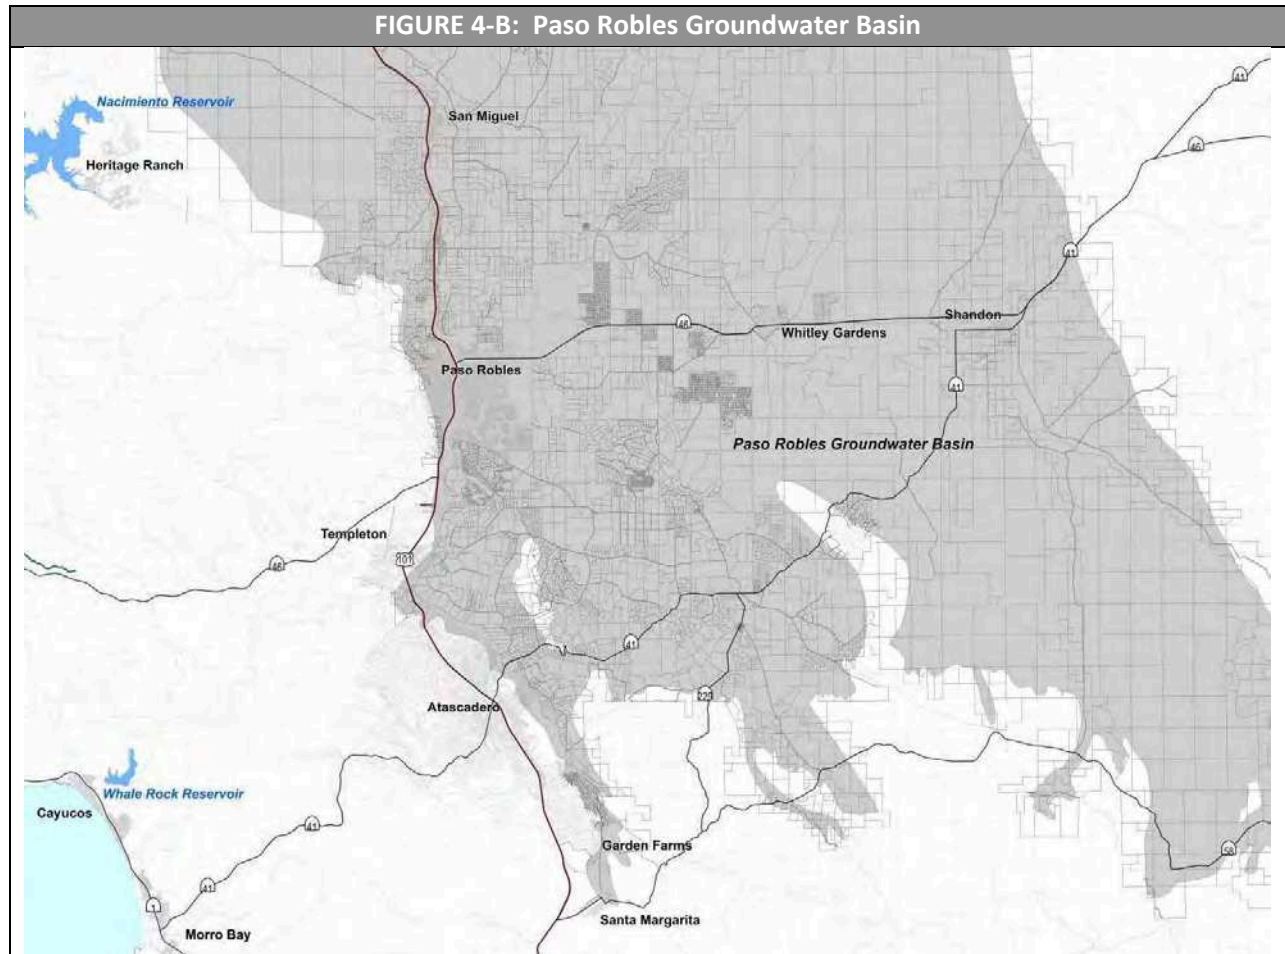 FIGURE 4-B: Paso Robles Groundwater Basin
41
Nacimiento Reservoir
San Miguel
46
Heritage Ranch
41
Shandon
46
Whitley Gardens
Paso Robles
41
Paso Robles Groundwater Basin
Templeton
101
46
41
229
Atascadero
Whale Rock Reservoir
Cayucos
41
Garden Farms
58
41
1
Santa Margarita
Morro Bay